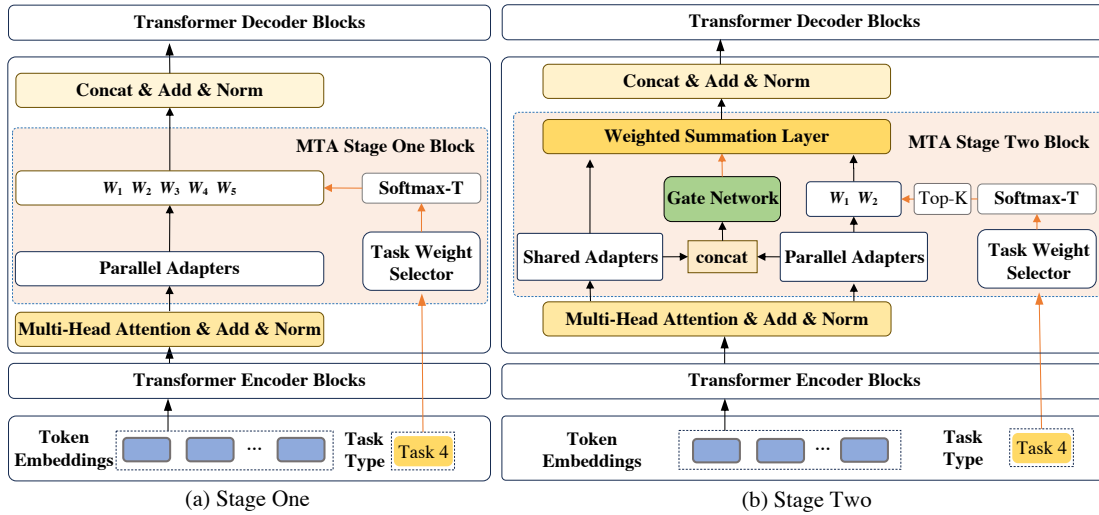 Transformer Decoder Blocks
Concat & Add & Norm
MTA Stage One Block
W1 W2 W3 W4 W5
Softmax-T
Parallel Adapters
Task Weight
Selector
Multi-Head Attention & Add & Norm
Transformer Encoder Blocks
Token
Embeddings
...
Task
Type
Task 4
(a) Stage One
Transformer Decoder Blocks
Concat & Add & Norm
Weighted Summation Layer
MTA Stage Two Block
Gate Network
W1 W2
Top-K
Softmax-T
Shared Adapters
concat
Parallel Adapters
Task Weight
Selector
Multi-Head Attention & Add & Norm
Transformer Encoder Blocks
Token
Embeddings
...
Task
Type
Task 4
(b) Stage Two